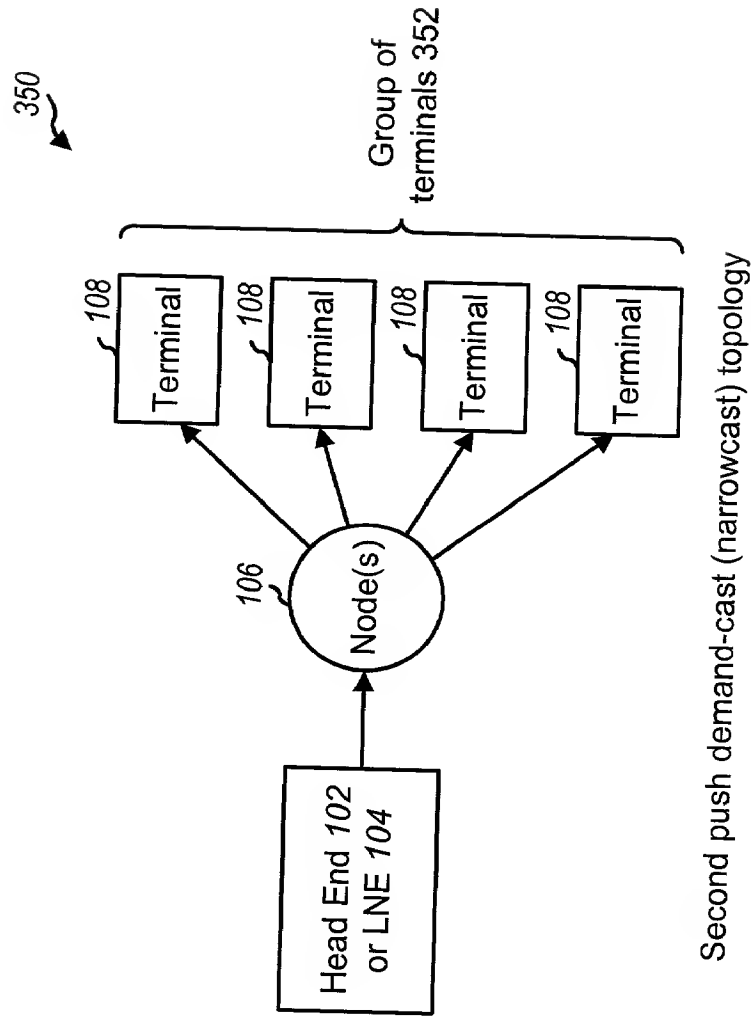 350
Head End 102
or LNE 104
106
Node(s)
108
Terminal
108
Terminal
108
Terminal
108
Terminal
Group of
terminals 352
Second push demand-cast (narrowcast) topology